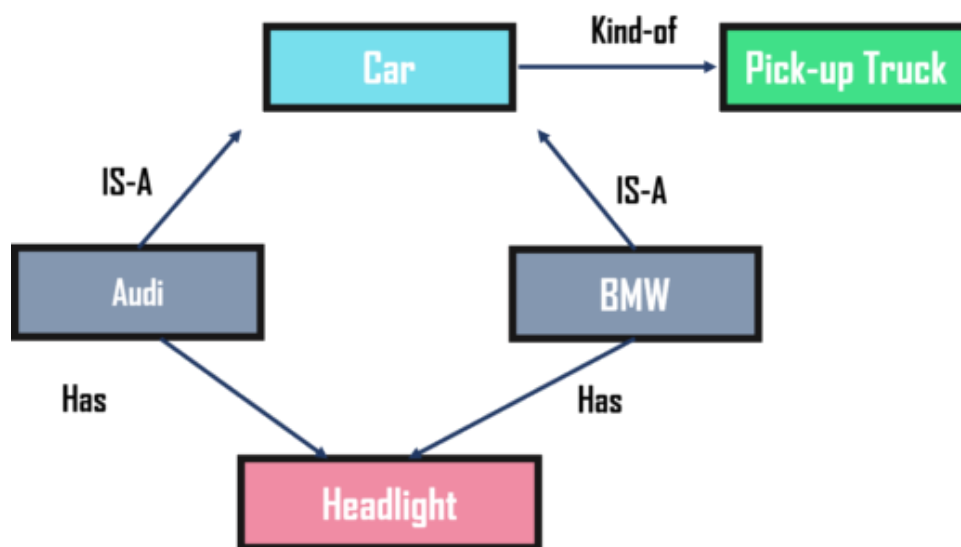 Kind-of
Car
Pick-up Truck
IS-A
IS-A
Audi
BMW
Has
Has
Headlight